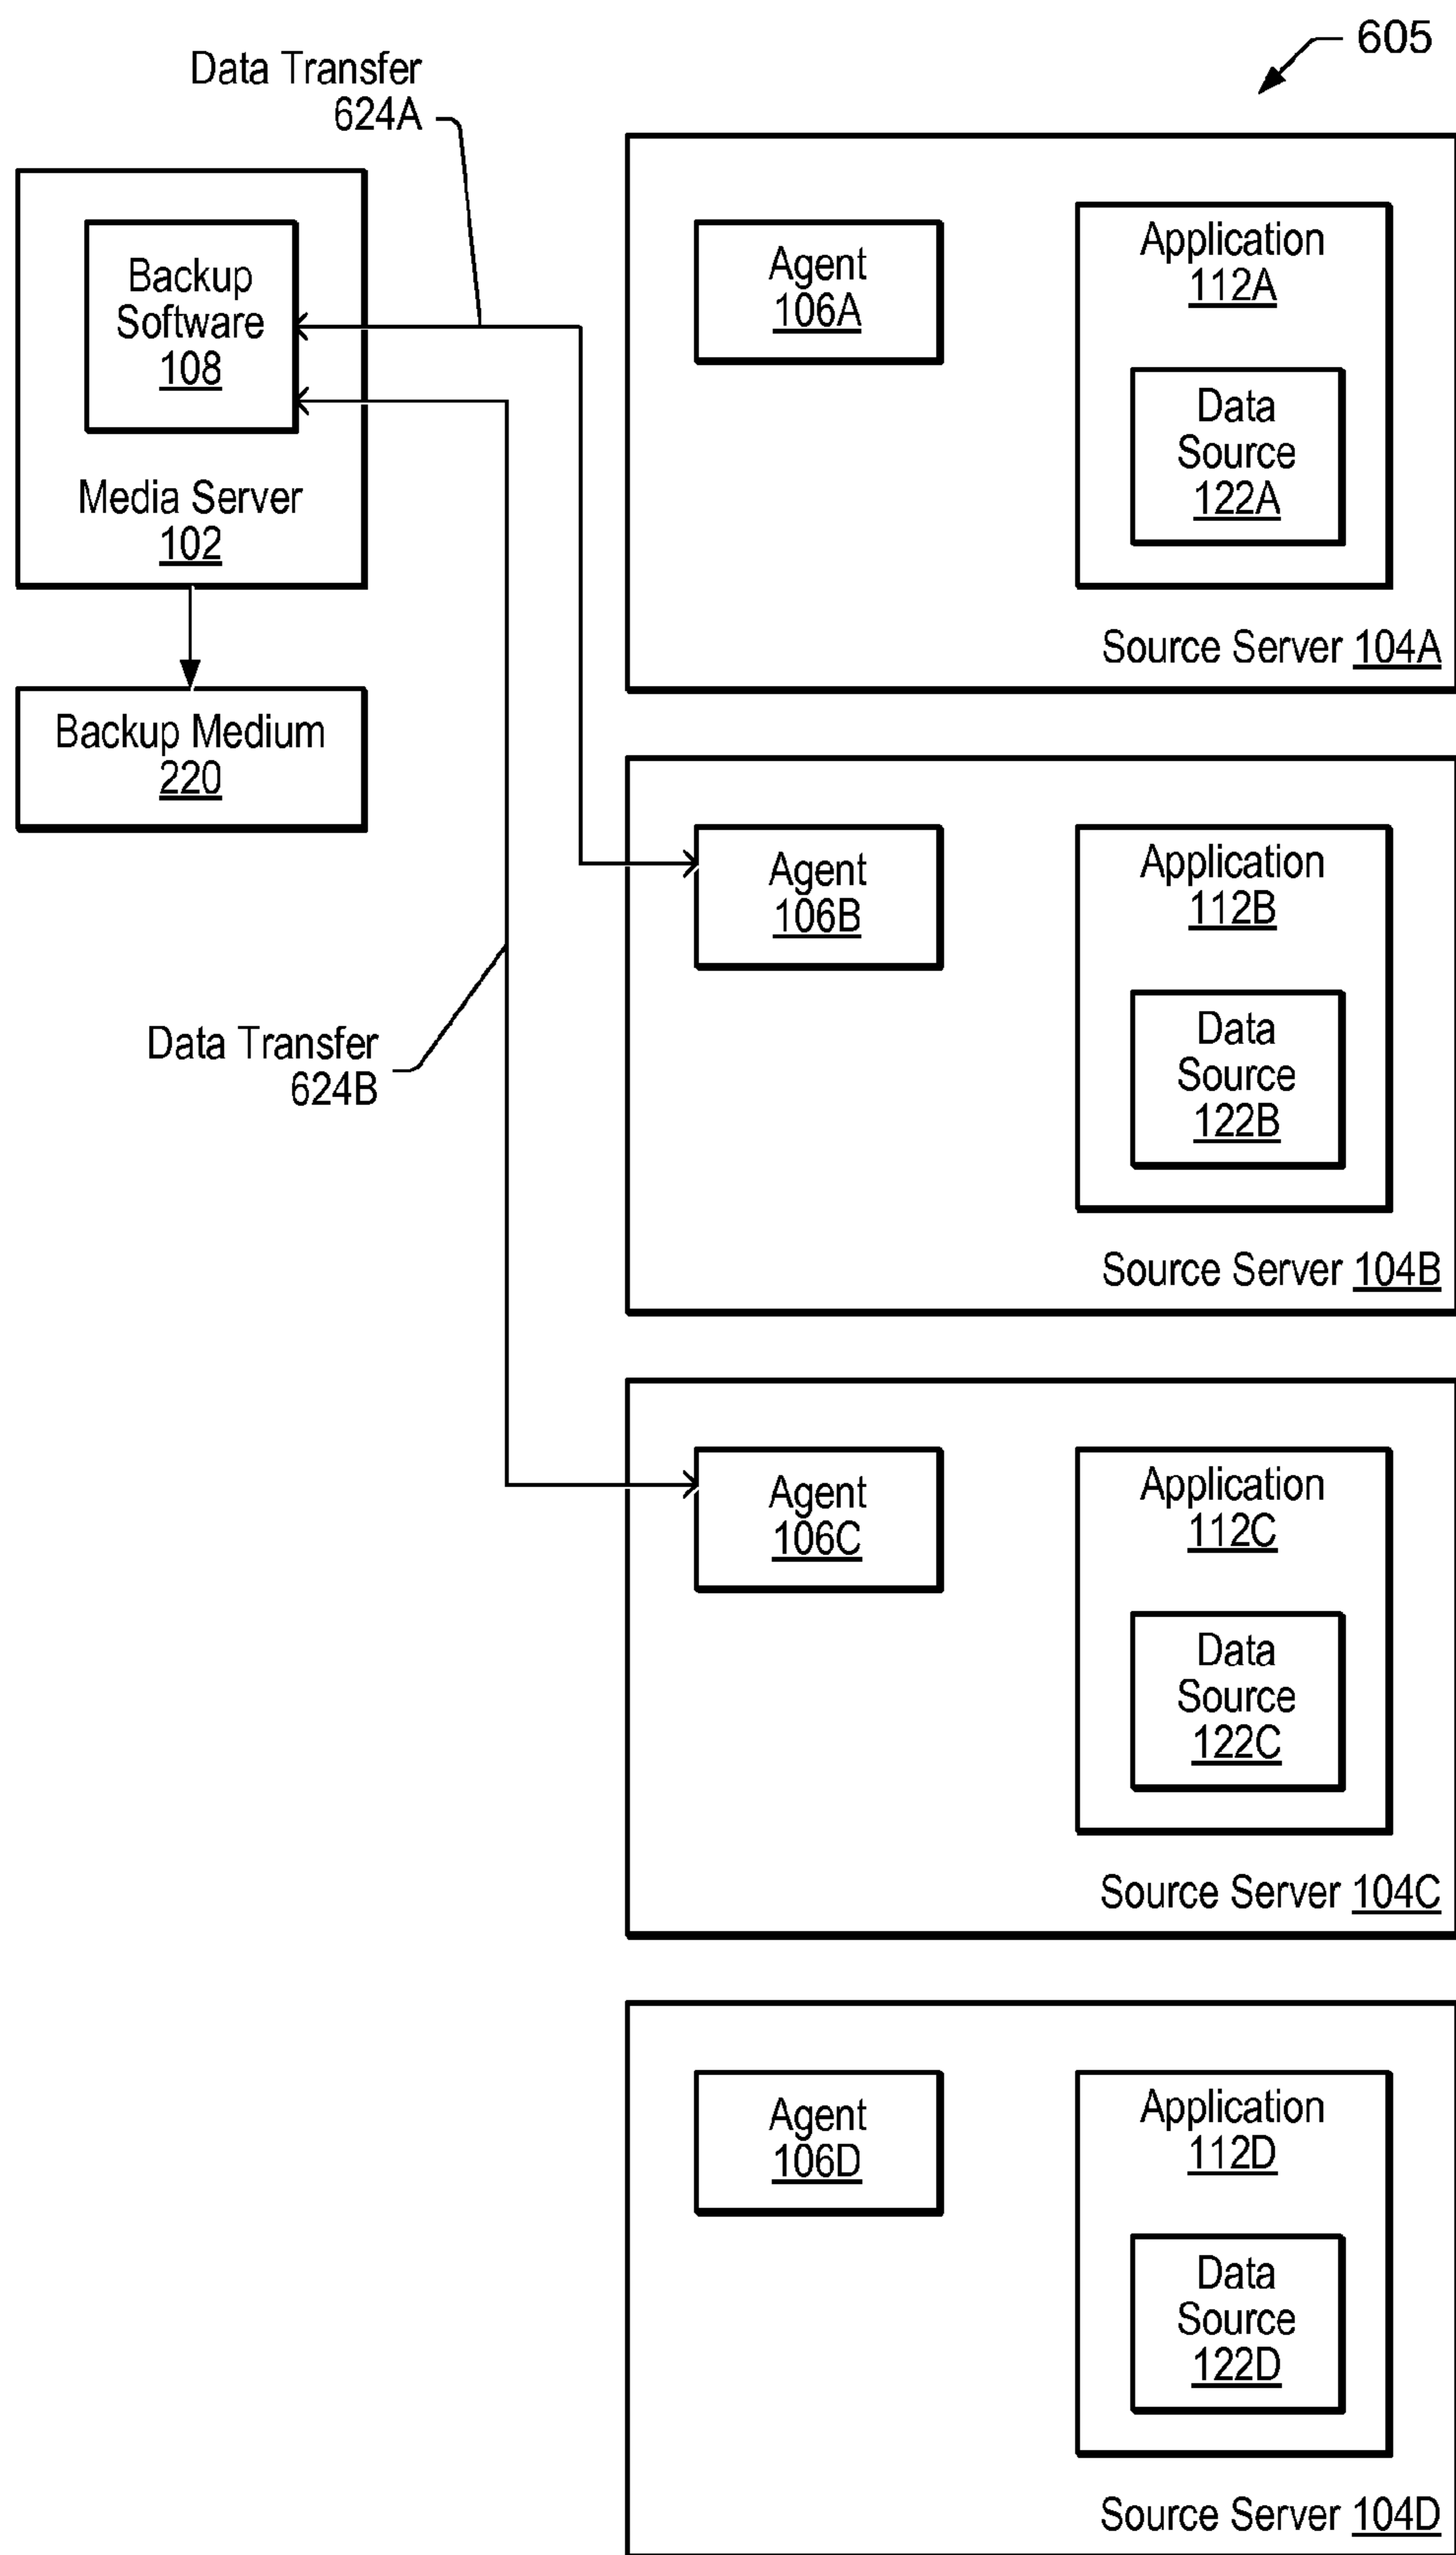 605
Data Transfer
624A
Backup
Software
108
Media Server
102
Backup Medium
220
Agent
106A
Application
112A
Data
Source
122A
Source Server 104A
Agent
106B
Application
112B
Data
Source
122B
Source Server 104B
Data Transfer
624B
Agent
106C
Application
112C
Data
Source
122C
Source Server 104C
Agent
106D
Application
112D
Data
Source
122D
Source Server 104D